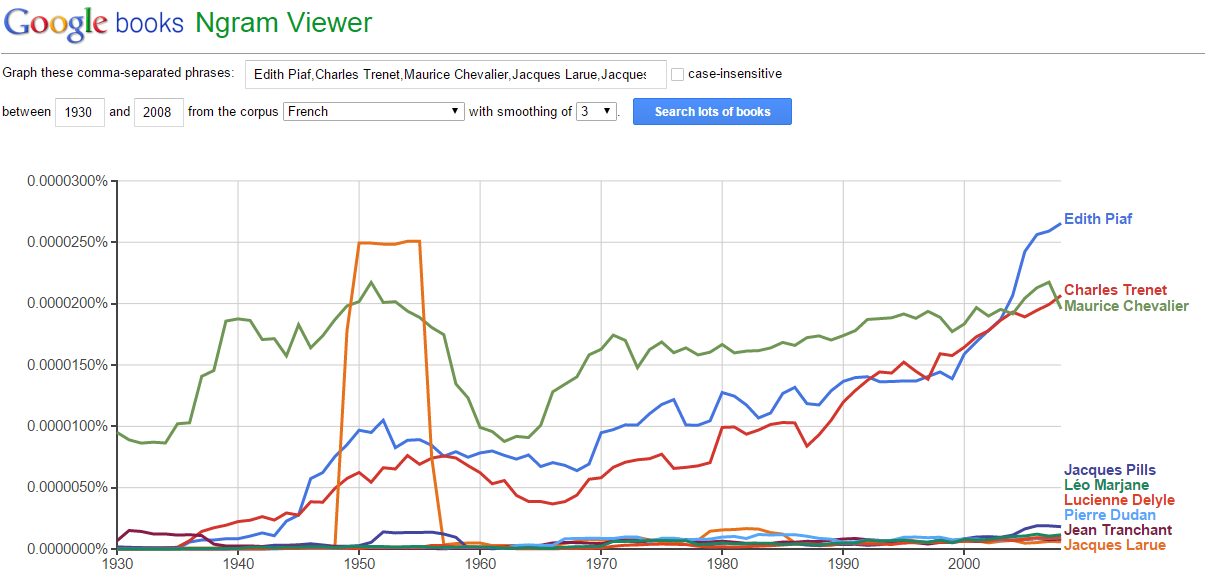 Google books Ngram Viewer
Graph these comma-separated phrases: Edith Piaf,Charles Trenet,Maurice Chevalier,Jacques Larue,Jacques case-insensitive
between 1930 and 2008 from the corpus French with smoothing of 3 . Search lots of books
0.0000300%
0.0000250%
0.0000200%
0.0000150%
0.0000100%
0.0000050%
0.0000000%
1930 1940 1950 1960 1970 1980 1990 2000
Edith Piaf
Charles Trenet
Maurice Chevalier
Jacques Pills
Léo Marjane
Lucienne Delyle
Pierre Dudan
Jean Tranchant
Jacques Larue